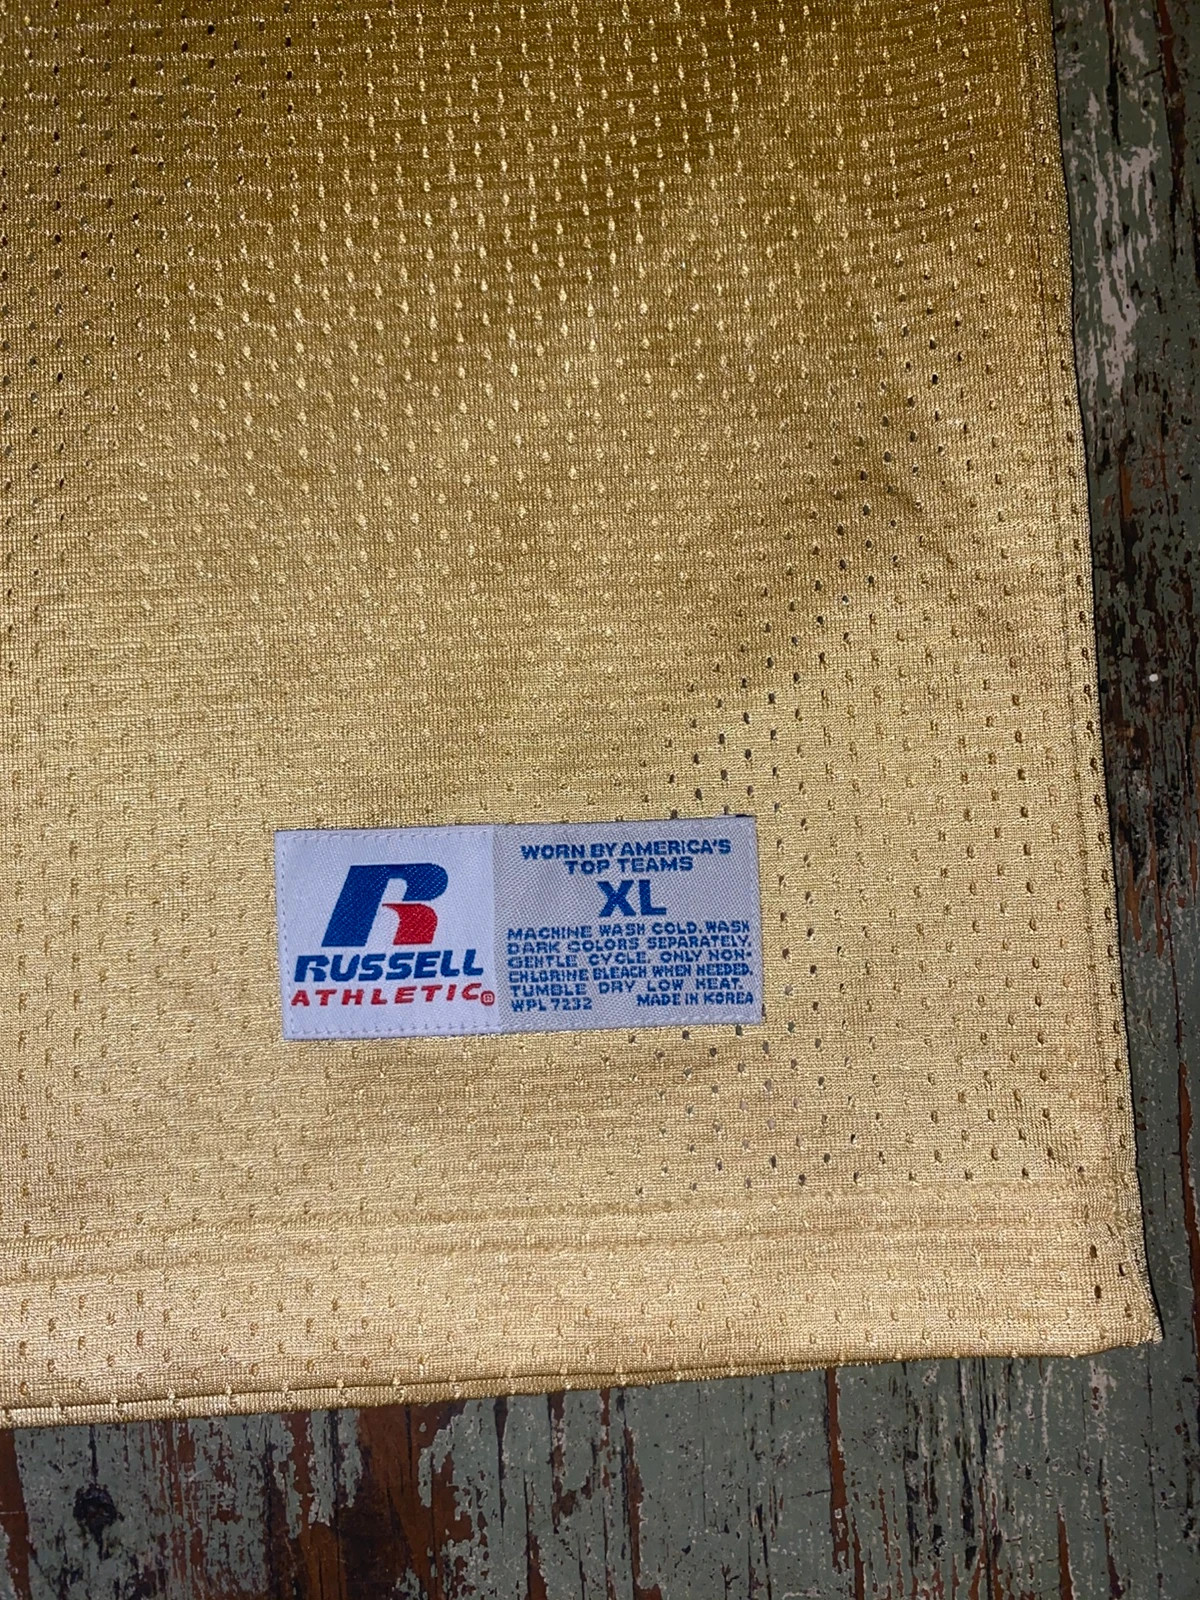 RUSSELL
ATHLETIC®
WORN BY AMERICA'S
TOP TEAMS
XL
MACHINE WASH COLD. WASH
DARK COLORS SEPARATELY.
GENTLE CYCLE. ONLY NON-
CHLORINE BLEACH WHEN NEEDED.
TUMBLE DRY LOW HEAT.
WPL 7232 MADE IN KOREA